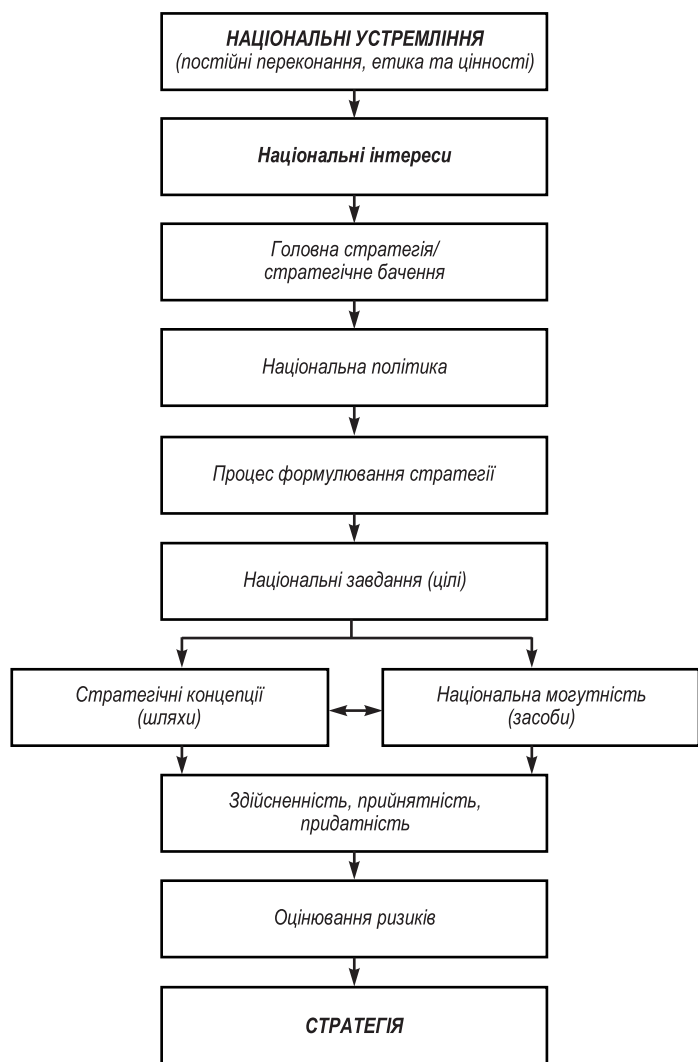 НАЦІОНАЛЬНІ УСТРЕМЛІННЯ
(постійні переконання, етика та цінності)
Національні інтереси
Головна стратегія/
стратегічне бачення
Національна політика
Процес формулювання стратегії
Національні завдання (цілі)
Стратегічні концепції
(шляхи)
Національна могутність
(засоби)
Здійсненність, прийнятність,
придатність
Оцінювання ризиків
СТРАТЕГІЯ